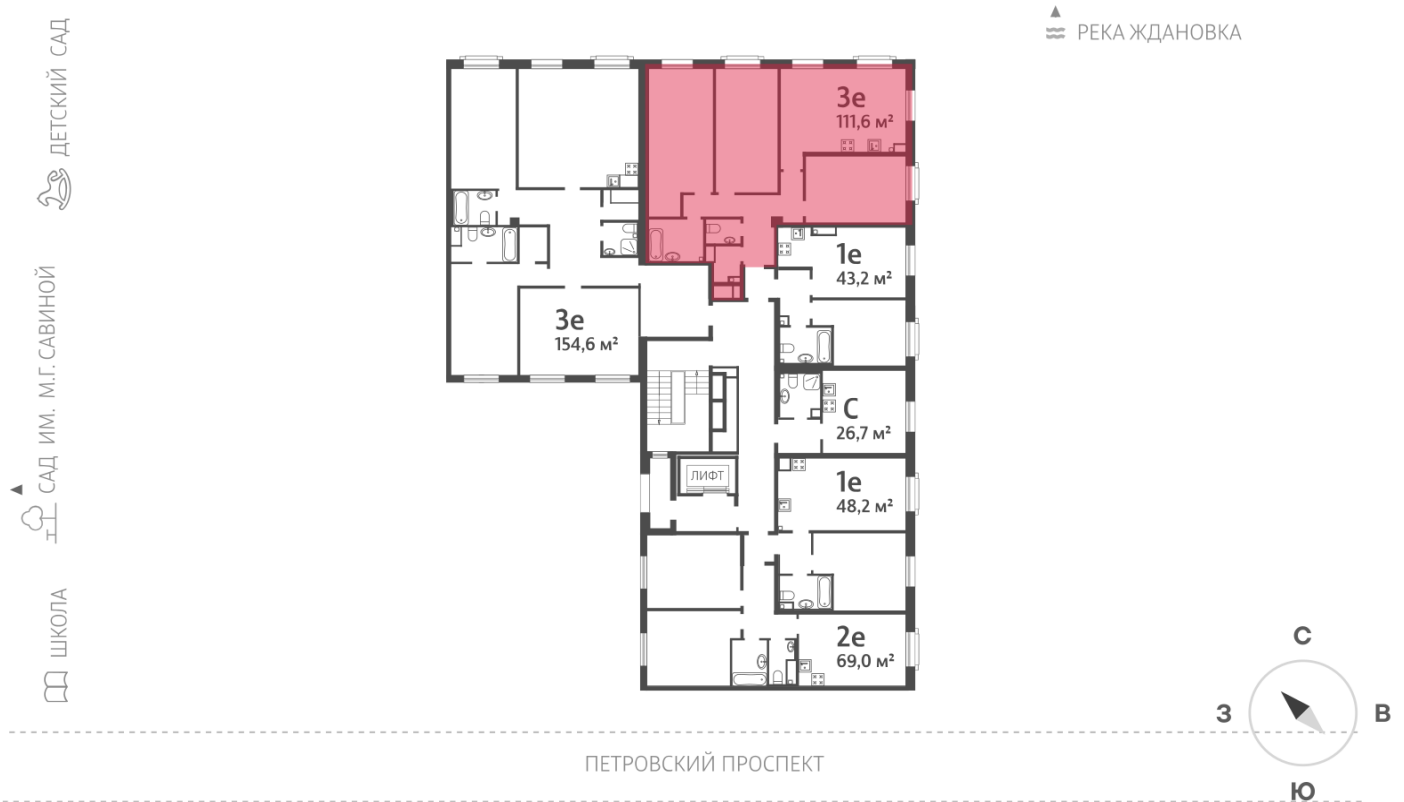 РЕКА ЖДАНОВКА
ДЕТСКИЙ САД
САД ИМ. М.Г. САВИНОЙ
ШКОЛА
3е
111,6 м²
1е
43,2 м²
3е
154,6 м²
С
26,7 м²
ЛИФТ
1е
48,2 м²
2е
69,0 м²
С
З
В
Ю
ПЕТРОВСКИЙ ПРОСПЕКТ